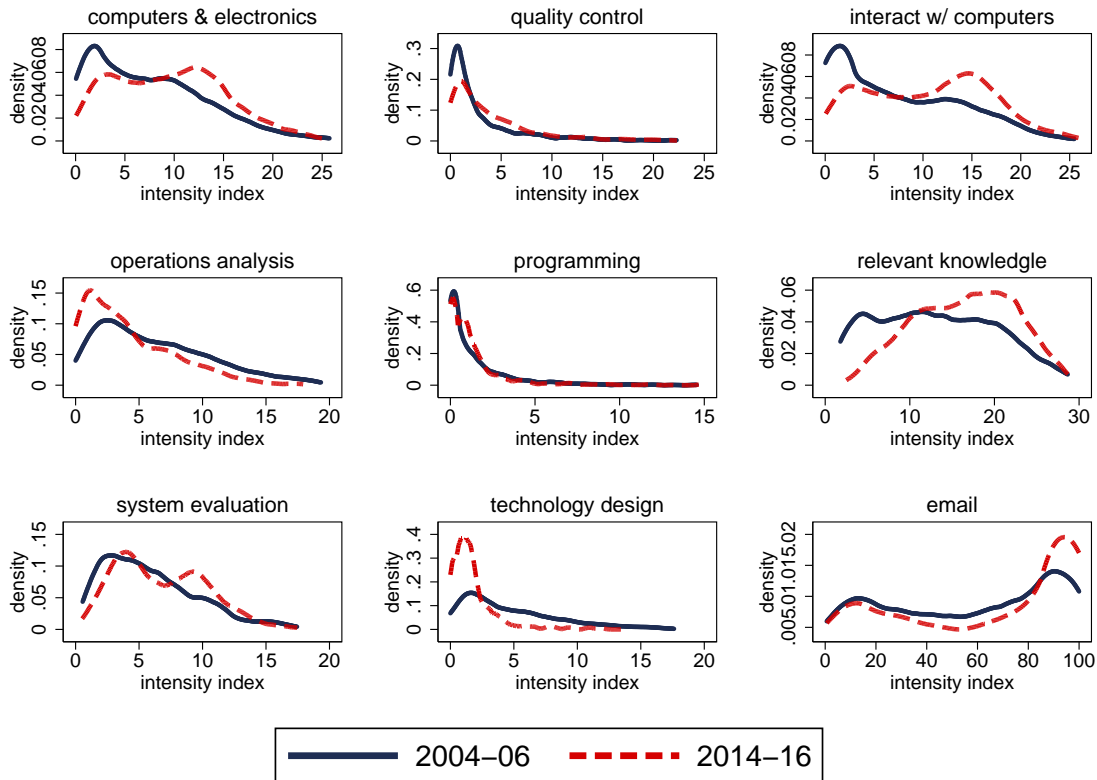 computers & electronics
density
0 .02.04.06.08
0 5 10 15 20 25
intensity index
quality control
density
0 .1 .2 .3
0 5 10 15 20 25
intensity index
interact w/ computers
density
0 .02.04.06.08
0 5 10 15 20 25
intensity index
operations analysis
density
0 .05 .1 .15
0 5 10 15 20
intensity index
programming
density
0 .2 .4 .6
0 5 10 15
intensity index
relevant knowledgle
density
0 .02 .04 .06
0 10 20 30
intensity index
system evaluation
density
0 .05 .1 .15
0 5 10 15 20
intensity index
technology design
density
0 .1 .2 .3 .4
0 5 10 15 20
intensity index
email
density
.005.01.015.02
0 20 40 60 80 100
intensity index
2004–06 2014–16